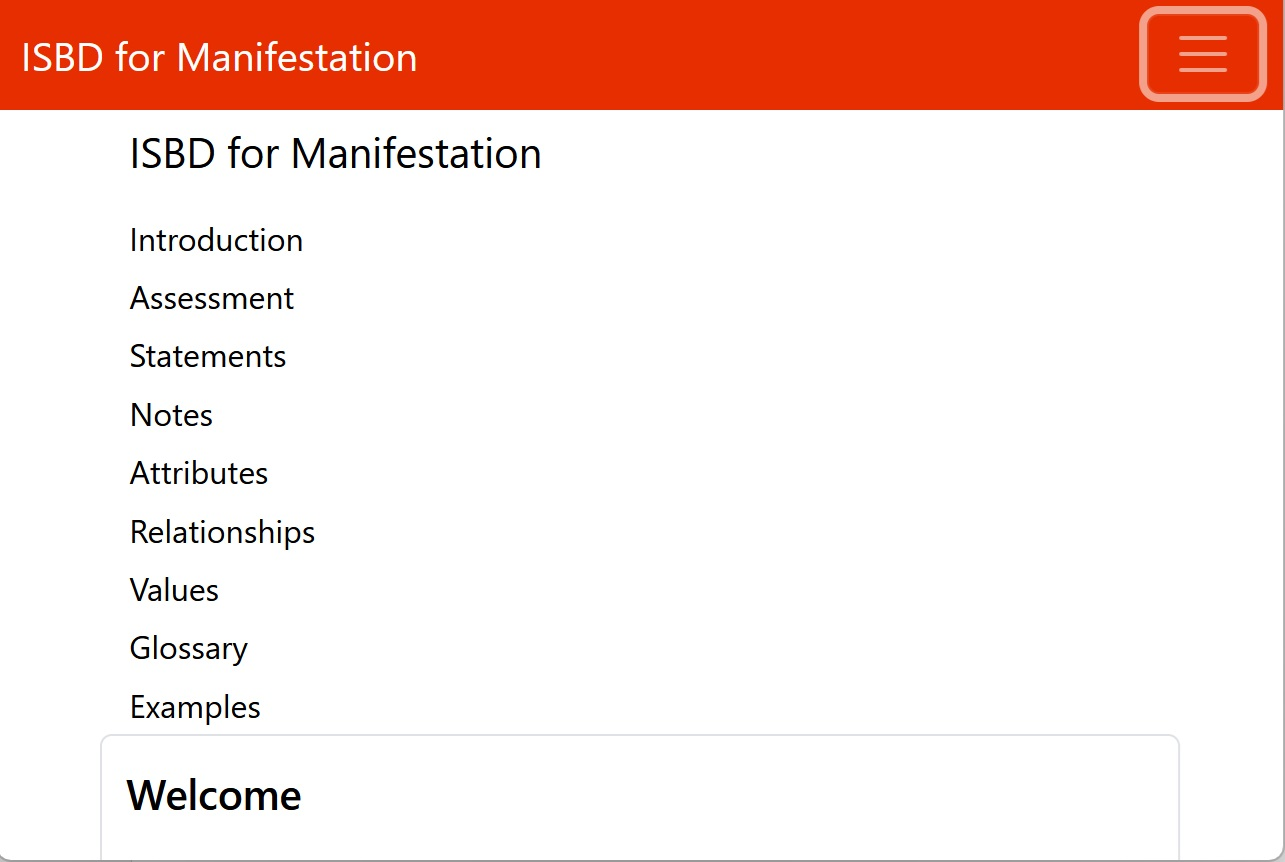 ISBD for Manifestation
ISBD for Manifestation
Introduction
Assessment
Statements
Notes
Attributes
Relationships
Values
Glossary
Examples
Welcome